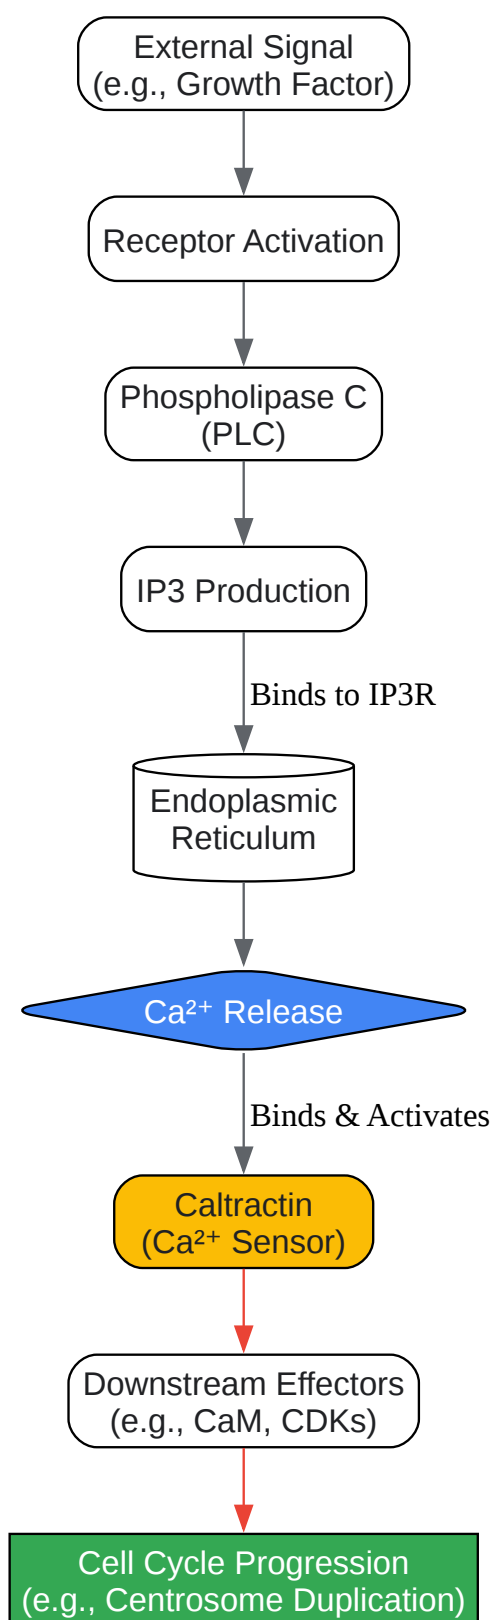 External Signal
(e.g., Growth Factor)
Receptor Activation
Phospholipase C
(PLC)
IP3 Production
Binds to IP3R
Endoplasmic
Reticulum
Ca²⁺ Release
Binds & Activates
Caltractin
(Ca²⁺ Sensor)
Downstream Effectors
(e.g., CaM, CDKs)
Cell Cycle Progression
(e.g., Centrosome Duplication)